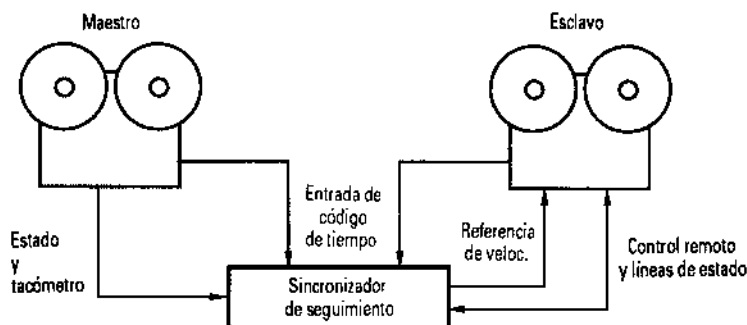 Maestro
Esclavo
Entrada de
código
de tiempo
Estado
y
tacómetro
Referencia
de veloc.
Control remoto
y líneas de estado
Sincronizador
de seguimiento